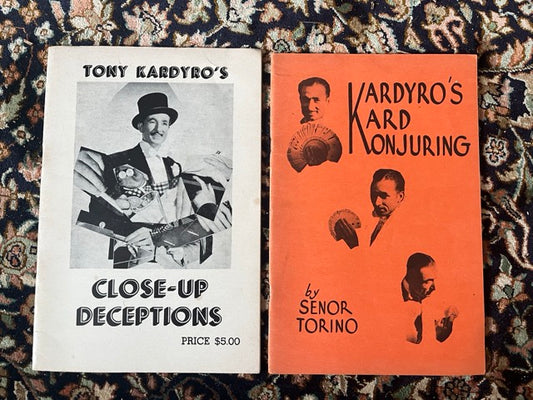 TONY KARDYRO'S
CLOSE-UP
DECEPTIONS
PRICE $5.00
KARDYRO'S
KARD
KONJURING
by
SENOR
TORINO